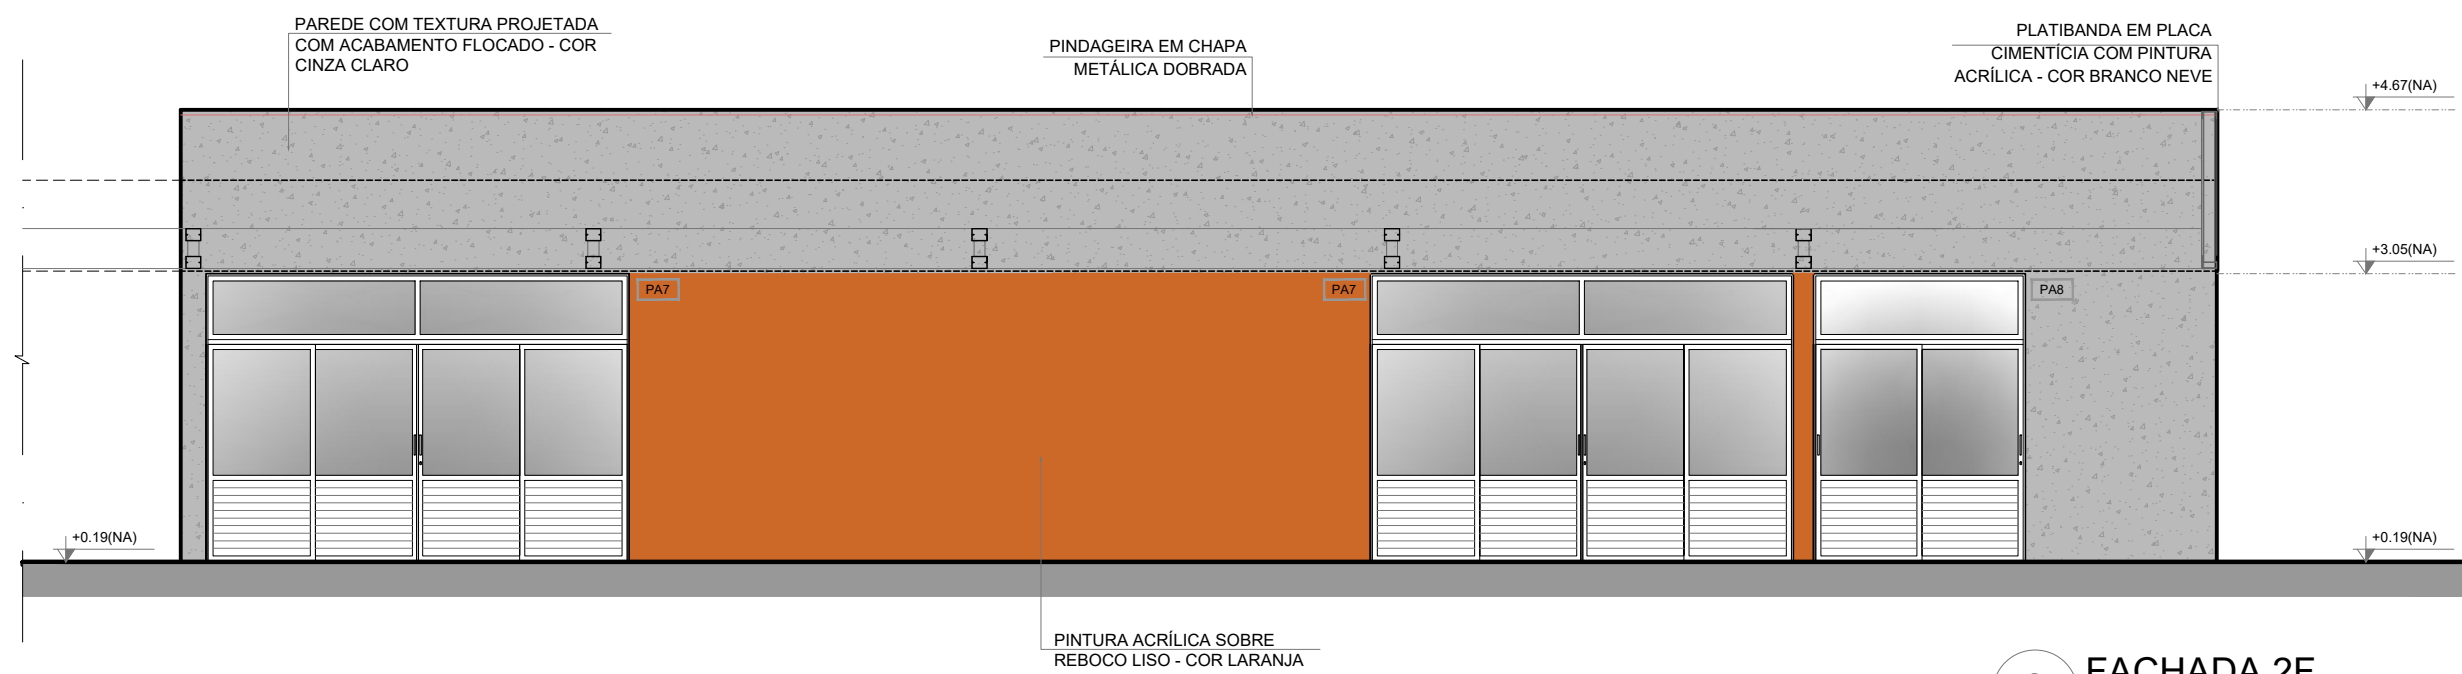 PAREDE COM TEXTURA PROJETADA
COM ACABAMENTO FLOCADO - COR
CINZA CLARO
PINDAGEIRA EM CHAPA
METÁLICA DOBRADA
PLATIBANDA EM PLACA
CIMENTÍCIA COM PINTURA
ACRÍLICA - COR BRANCO NEVE
+4.67(NA)
+3.05(NA)
PA7
PA7
PA8
+0.19(NA)
+0.19(NA)
PINTURA ACRÍLICA SOBRE
REBOCO LISO - COR LARANJA
FACHADA 2E